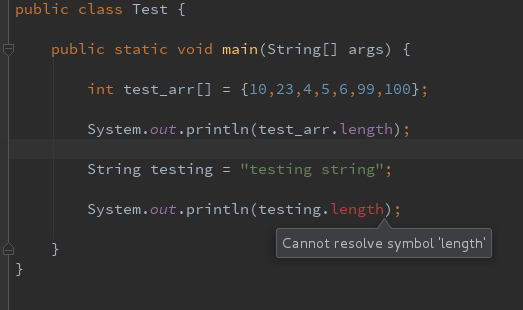 public class Test {
public static void main(String[] args) {
int test_arr[] = {10,23,4,5,6,99,100};
System.out.println(test_arr.length);
String testing = "testing string";
System.out.println(testing.length);
Cannot resolve symbol 'length'
}
}